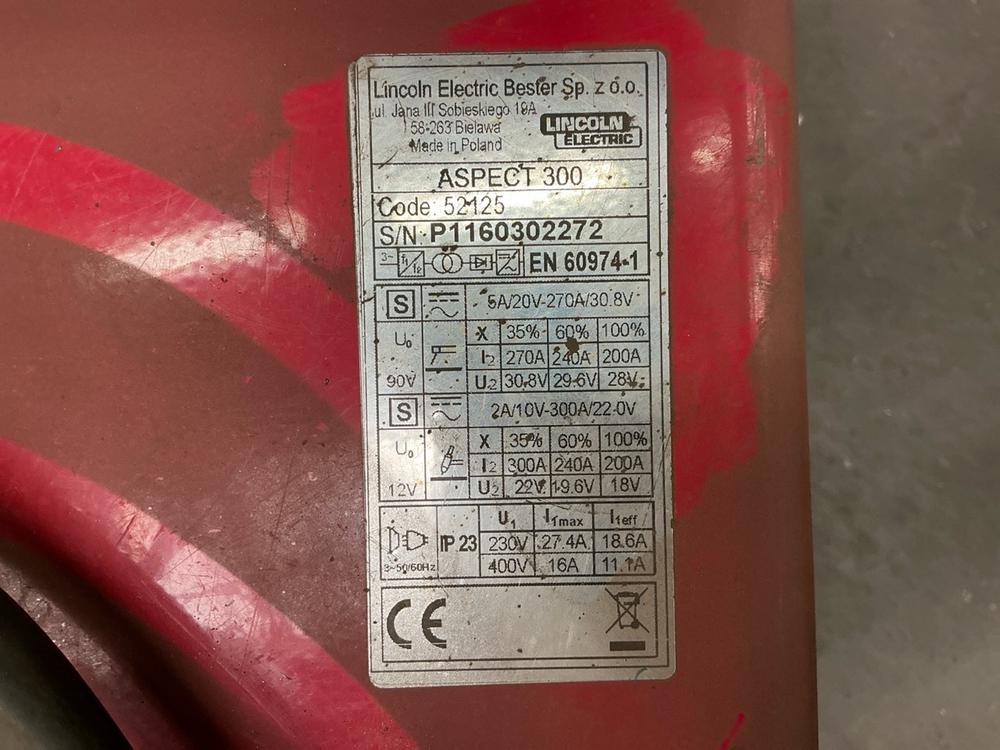 Lincoln Electric Bester Sp. z o.o.
ul. Jana III Sobieskiego 19A
58-263 Bielawa
Made in Poland
LINCOLN
ELECTRIC
ASPECT 300
Code: 52125
S/N: P1160302272
3~ f1 f2 EN 60974-1
S 5A/20V-270A/30.8V
U0 X 35% 60% 100%
I2 270A 240A 200A
90V U2 30.8V 29.6V 28V
S 2A/10V-300A/22.0V
U0 X 35% 60% 100%
I2 300A 240A 200A
12V U2 22V 19.6V 18V
U1 I1max I1eff
IP 23 230V 27.4A 18.6A
3~50/60Hz 400V 16A 11.1A
CE